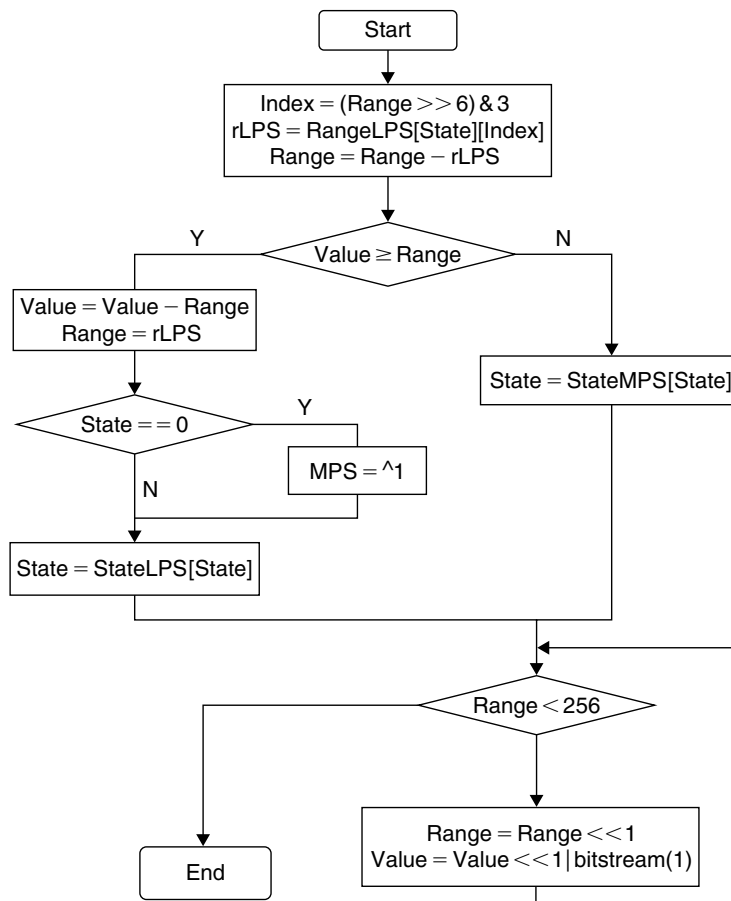 Start
Index = (Range >> 6) & 3
rLPS = RangeLPS[State][Index]
Range = Range − rLPS
Value ≥ Range
Y
N
Value = Value − Range
Range = rLPS
State = StateMPS[State]
State == 0
Y
MPS = ^1
N
State = StateLPS[State]
Range < 256
Range = Range <<1
Value = Value <<1|bitstream(1)
End